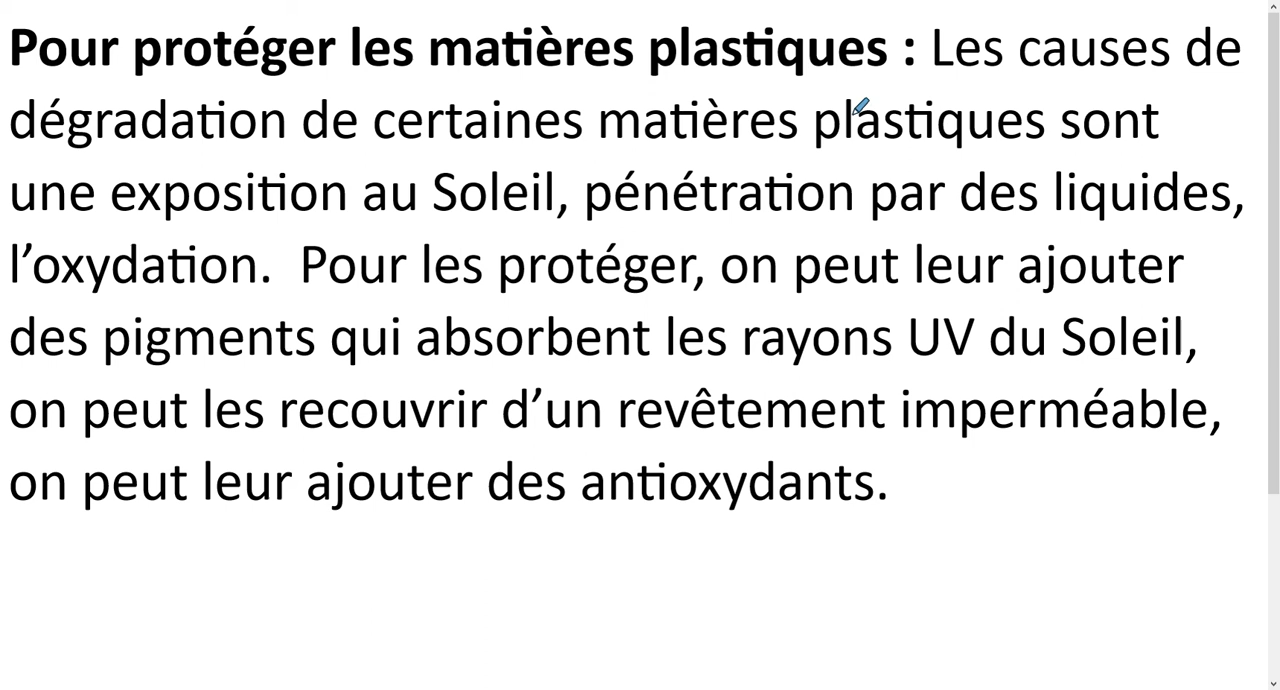 Pour protéger les matières plastiques : Les causes de
dégradation de certaines matières plastiques sont
une exposition au Soleil, pénétration par des liquides,
l’oxydation.  Pour les protéger, on peut leur ajouter
des pigments qui absorbent les rayons UV du Soleil,
on peut les recouvrir d’un revêtement imperméable,
on peut leur ajouter des antioxydants.